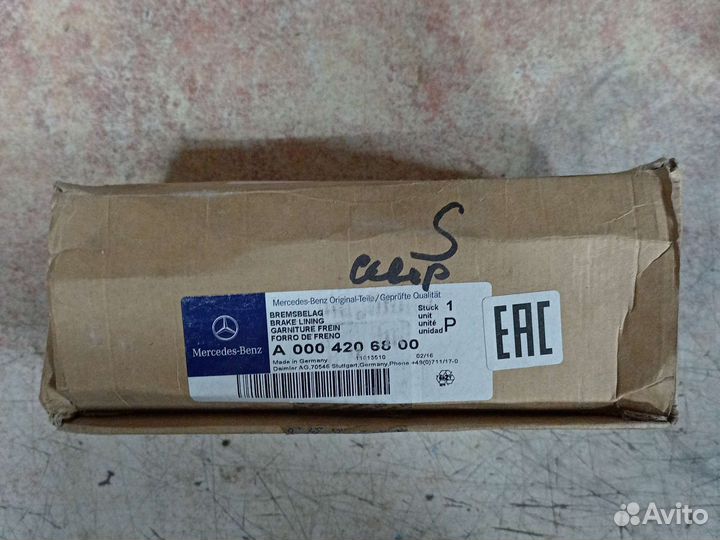 S
Mercedes-Benz Original-Teile/Geprüfte Qualität
BREMSBELAG
BRAKE LINING
GARNITURE FREIN
FORRO DE FRENO
Stuck 1
unit
unité P
unidad
A 000 420 68 00
Made in Germany 11013510 02/16
Daimler AG,70546 Stuttgart,Germany,Phone +49(0)711/17-0
Mercedes-Benz
EAC
Avito